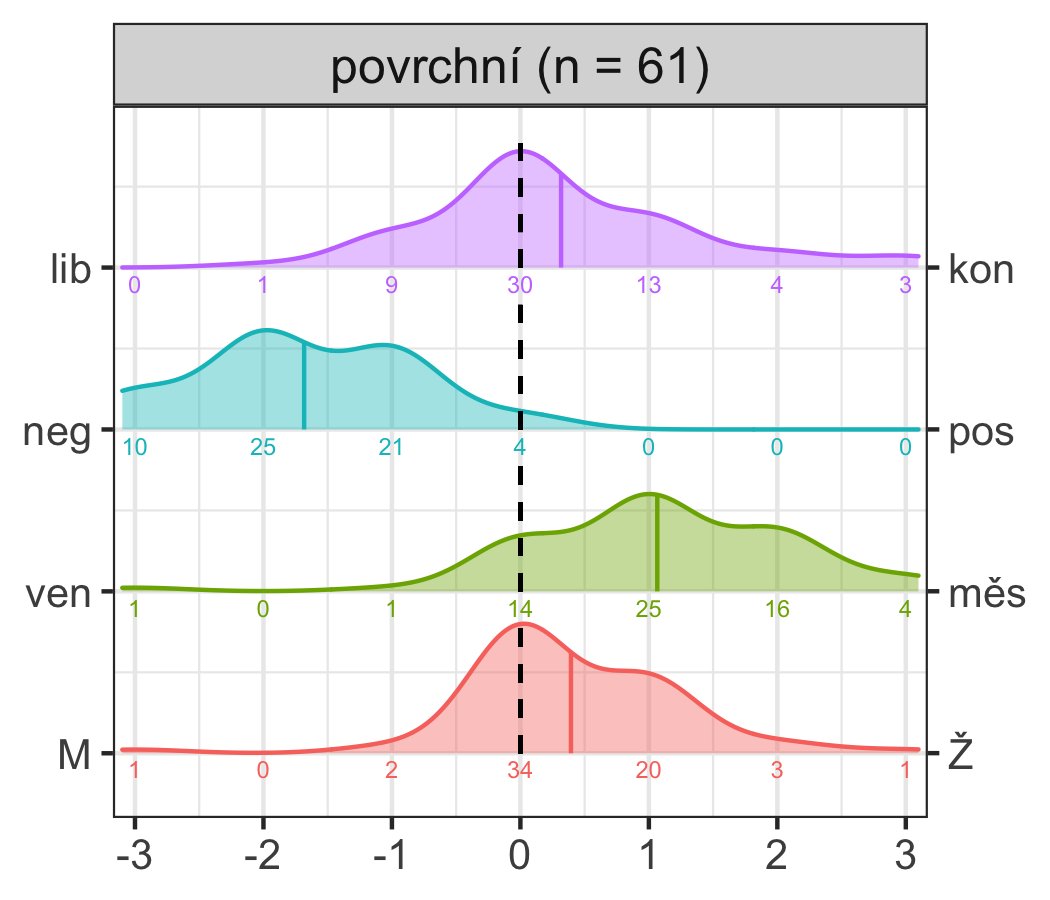 povrchní (n = 61)
lib kon
0 1 9 30 13 4 3
neg pos
10 25 21 4 0 0 0
ven měs
1 0 1 14 25 16 4
M Ž
1 0 2 34 20 3 1
-3 -2 -1 0 1 2 3